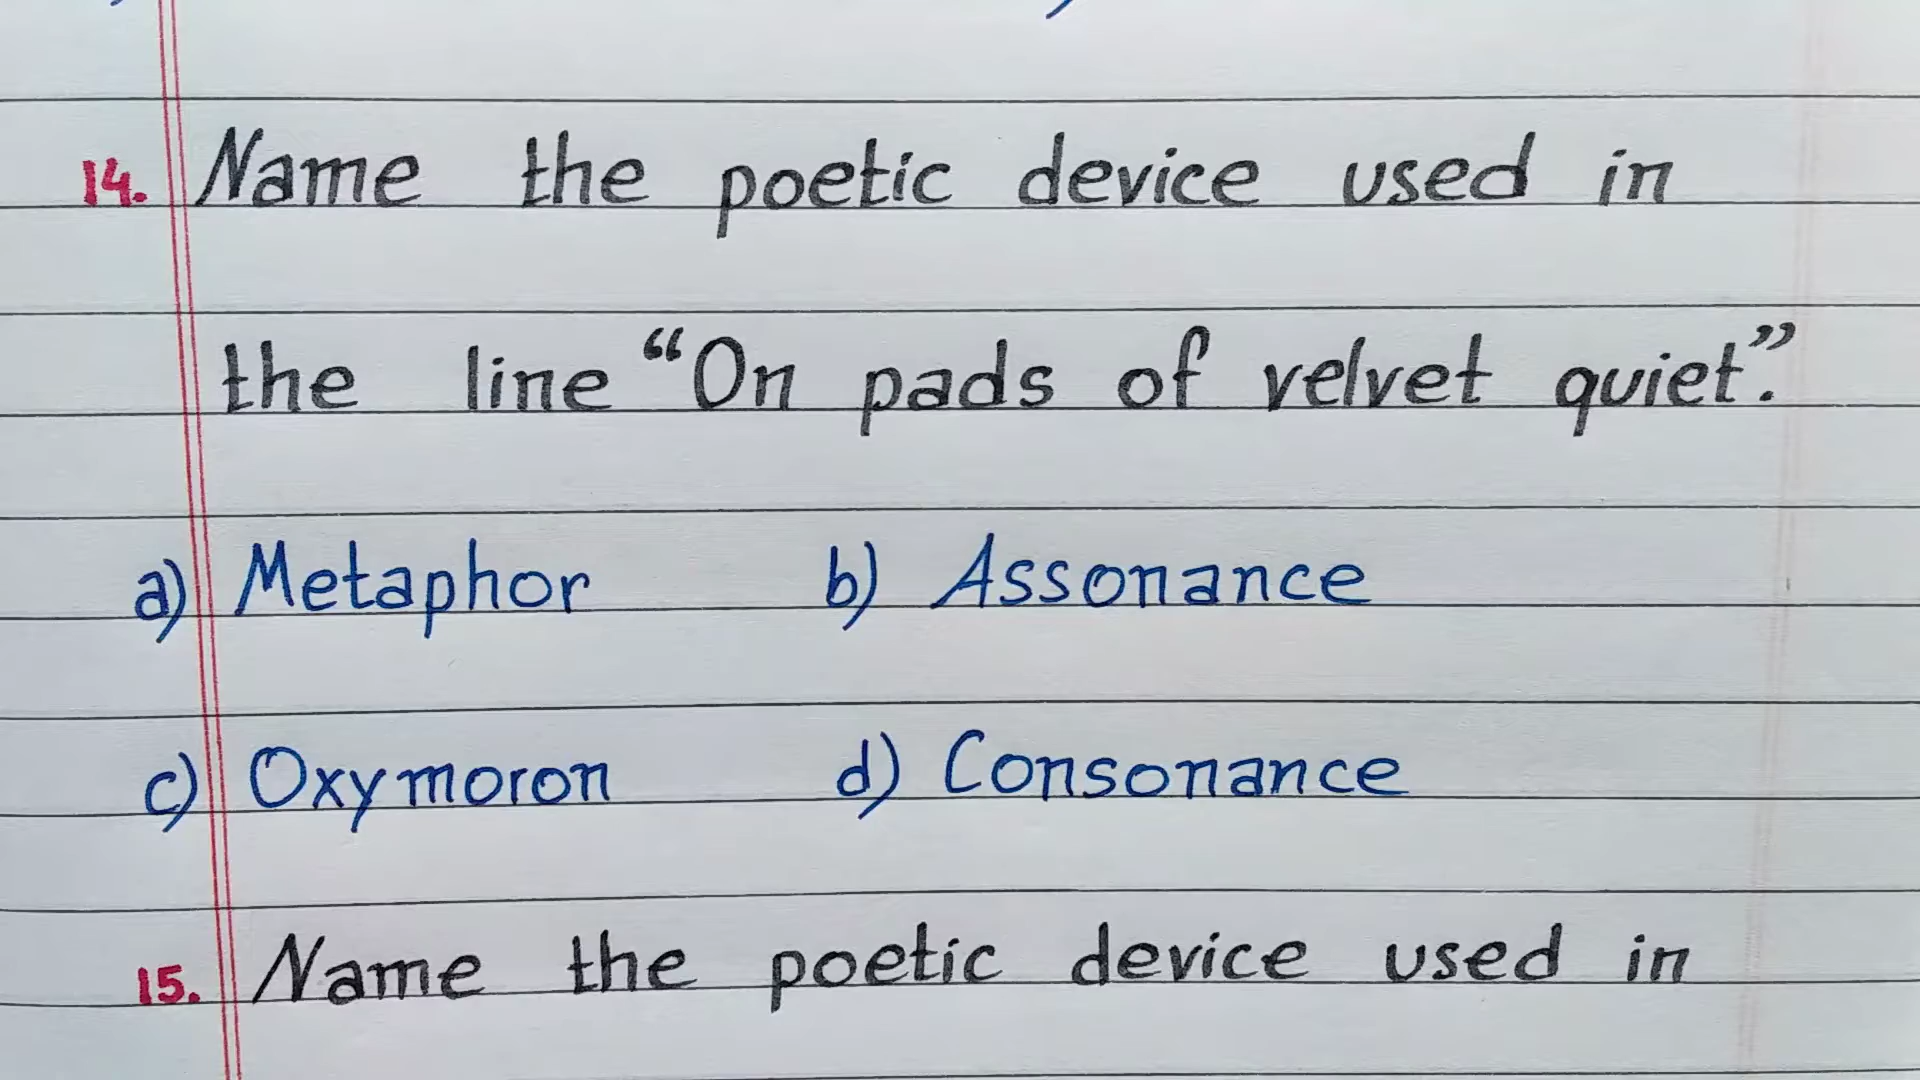 14. Name the poetic device used in
the line “On pads of velvet quiet”.
a) Metaphor b) Assonance
c) Oxymoron d) Consonance
15. Name the poetic device used in